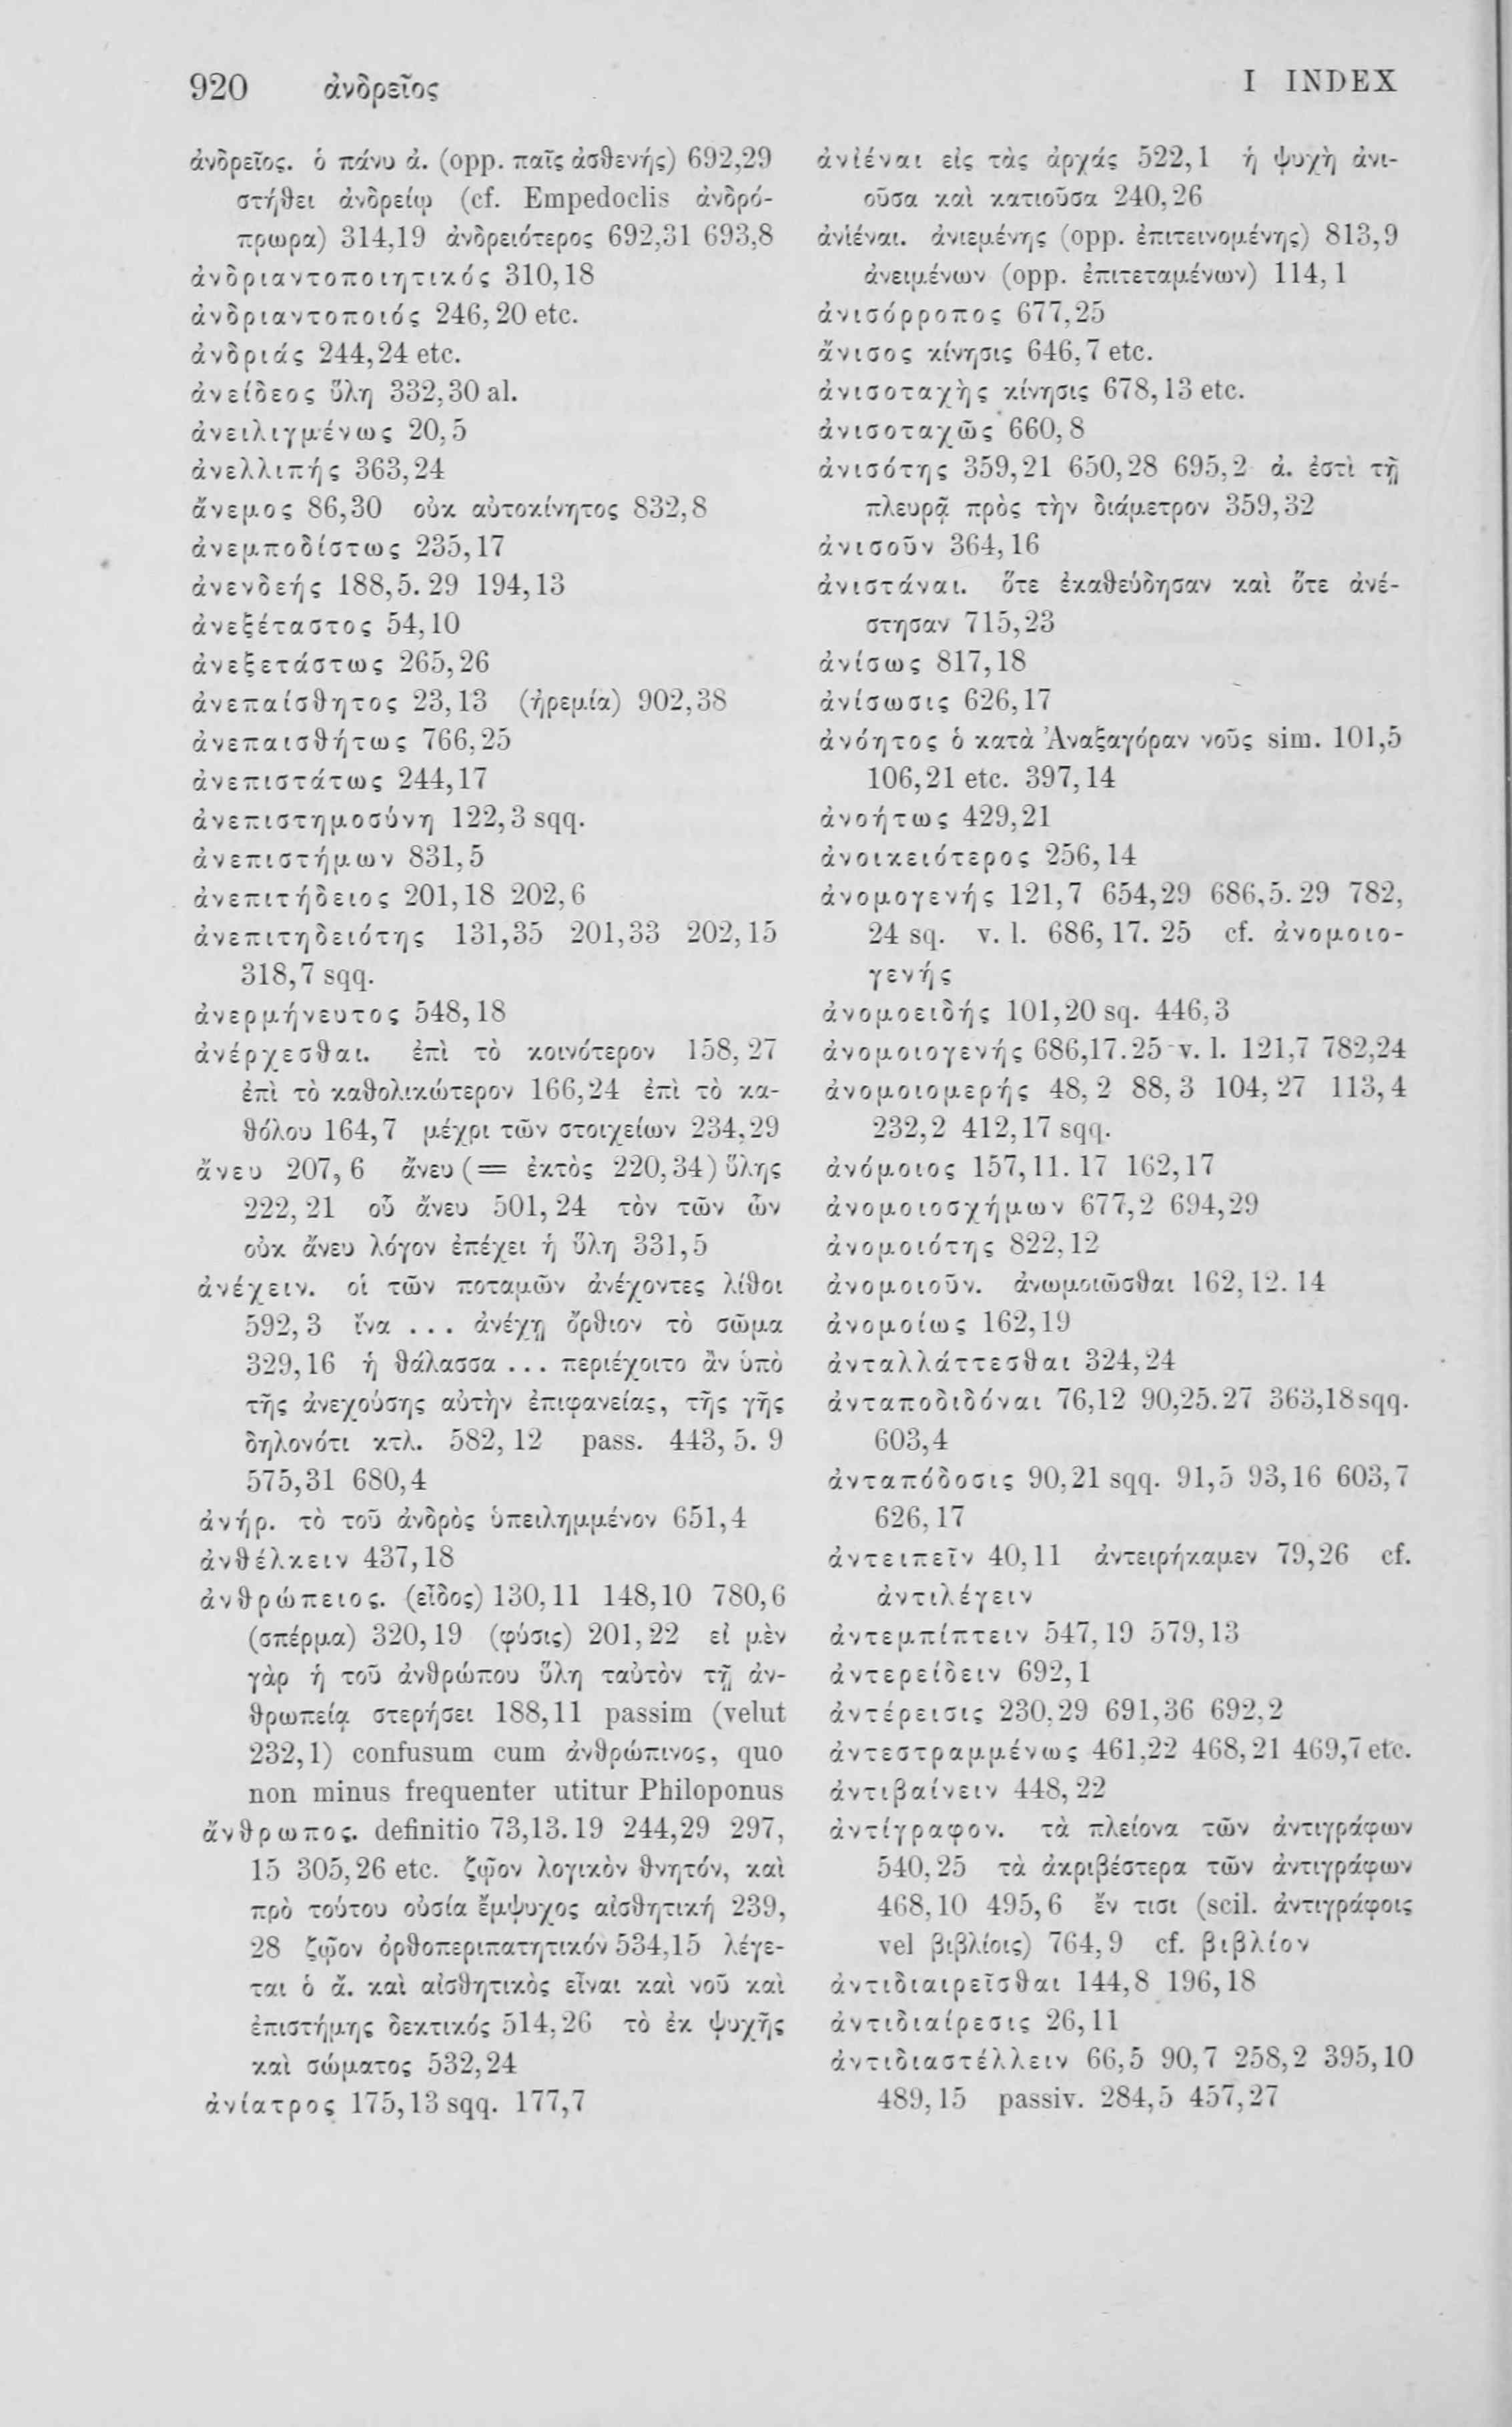 920 ἀνδρεῖος I INDEX
ἀνδρεῖος. ὁ πάνυ ἀ. (opp. παῖς ἀσθενής) 692,29
στήθει ἀνδρείῳ (cf. Empedoclis ἀνδρό-
πρωρα) 314,19 ἀνδρειότερος 692,31 693,8
ἀνδριαντοποιητικός 310,18
ἀνδριαντοποιός 246,20 etc.
ἀνδριάς 244,24 etc.
ἀνείδεος ὕλη 332,30 al.
ἀνειλιγμένως 20,5
ἀνελλιπής 363,24
ἄνεμος 86,30 οὐκ αὐτοκίνητος 832,8
ἀνεμποδίστως 235,17
ἀνενδεής 188,5. 29 194,13
ἀνεξέταστος 54,10
ἀνεξετάστως 265,26
ἀνεπαίσθητος 23,13 (ἠρεμία) 902,38
ἀνεπαισθήτως 766,25
ἀνεπιστάτως 244,17
ἀνεπιστημοσύνη 122,3 sqq.
ἀνεπιστήμων 831,5
ἀνεπιτήδειος 201,18 202,6
ἀνεπιτηδειότης 131,35 201,33 202,15
318,7 sqq.
ἀνερμήνευτος 548,18
ἀνέρχεσθαι. ἐπὶ τὸ κοινότερον 158, 27
ἐπὶ τὸ καθολικώτερον 166,24 ἐπὶ τὸ κα-
θόλου 164,7 μέχρι τῶν στοιχείων 234,29
ἄνευ 207, 6 ἄνευ (= ἐκτὸς 220,34) ὕλης
222, 21 οὗ ἄνευ 501, 24 τὸν τῶν ὧν
οὐκ ἄνευ λόγον ἐπέχει ἡ ὕλη 331,5
ἀνέχειν. οἱ τῶν ποταμῶν ἀνέχοντες λίθοι
592, 3 ἵνα ... ἀνέχῃ ὄρθιον τὸ σῶμα
329,16 ἡ θάλασσα ... περιέχοιτο ἂν ὑπὸ
τῆς ἀνεχούσης αὐτὴν ἐπιφανείας, τῆς γῆς
δηλονότι κτλ. 582, 12 pass. 443, 5. 9
575,31 680,4
ἀνήρ. τὸ τοῦ ἀνδρὸς ὑπειλημμένον 651,4
ἀνθέλκειν 437,18
ἀνθρώπειος. (εἶδος) 130,11 148,10 780,6
(σπέρμα) 320,19 (φύσις) 201,22 εἰ μὲν
γὰρ ἡ τοῦ ἀνθρώπου ὕλη ταὐτὸν τῇ ἀν-
θρωπείᾳ στερήσει 188,11 passim (velut
232,1) confusum cum ἀνθρώπινος, quo
non minus frequenter utitur Philoponus
ἄνθρωπος. definitio 73,13.19 244,29 297,
15 305,26 etc. ζῷον λογικὸν θνητόν, καὶ
πρὸ τούτου οὐσία ἔμψυχος αἰσθητική 239,
28 ζῷον ὀρθοπεριπατητικόν 534,15 λέγε-
ται ὁ ἄ. καὶ αἰσθητικὸς εἶναι καὶ νοῦ καὶ
ἐπιστήμης δεκτικός 514,26 τὸ ἐκ ψυχῆς
καὶ σώματος 532,24
ἀνίατρος 175,13 sqq. 177,7
ἀνιέναι εἰς τὰς ἀρχάς 522,1 ἡ ψυχὴ ἀνι-
οῦσα καὶ κατιοῦσα 240,26
ἀνιέναι. ἀνιεμένης (opp. ἐπιτεινομένης) 813,9
ἀνειμένων (opp. ἐπιτεταμένων) 114, 1
ἀνισόρροπος 677,25
ἄνισος κίνησις 646,7 etc.
ἀνισοταχὴς κίνησις 678,13 etc.
ἀνισοταχῶς 660,8
ἀνισότης 359,21 650,28 695,2 ἀ. ἐστὶ τῇ
πλευρᾷ πρὸς τὴν διάμετρον 359,32
ἀνισοῦν 364,16
ἀνιστάναι. ὅτε ἐκαθεύδησαν καὶ ὅτε ἀνέ-
στησαν 715,23
ἀνίσως 817,18
ἀνίσωσις 626,17
ἀνόητος ὁ κατὰ Ἀναξαγόραν νοῦς sim. 101,5
106,21 etc. 397,14
ἀνοήτως 429,21
ἀνοικειότερος 256,14
ἀνομογενής 121,7 654,29 686,5. 29 782,
24 sq. v. l. 686, 17. 25 cf. ἀνομοιο-
γενής
ἀνομοειδής 101,20 sq. 446,3
ἀνομοιογενής 686,17.25 v. l. 121,7 782,24
ἀνομοιομερής 48, 2 88, 3 104, 27 113, 4
232,2 412,17 sqq.
ἀνόμοιος 157,11. 17 162,17
ἀνομοιοσχήμων 677,2 694,29
ἀνομοιότης 822,12
ἀνομοιοῦν. ἀνωμοιῶσθαι 162,12. 14
ἀνομοίως 162,19
ἀνταλλάττεσθαι 324,24
ἀνταποδιδόναι 76,12 90,25.27 363,18 sqq.
603,4
ἀνταπόδοσις 90,21 sqq. 91,5 93,16 603,7
626,17
ἀντειπεῖν 40,11 ἀντειρήκαμεν 79,26 cf.
ἀντιλέγειν
ἀντεμπίπτειν 547,19 579,13
ἀντερείδειν 692,1
ἀντέρεισις 230,29 691,36 692,2
ἀντεστραμμένως 461,22 468,21 469,7 etc.
ἀντιβαίνειν 448,22
ἀντίγραφον. τὰ πλείονα τῶν ἀντιγράφων
540,25 τὰ ἀκριβέστερα τῶν ἀντιγράφων
468,10 495,6 ἔν τισι (scil. ἀντιγράφοις
vel βιβλίοις) 764,9 cf. βιβλίον
ἀντιδιαιρεῖσθαι 144,8 196,18
ἀντιδιαίρεσις 26,11
ἀντιδιαστέλλειν 66,5 90,7 258,2 395,10
489,15 passiv. 284,5 457,27